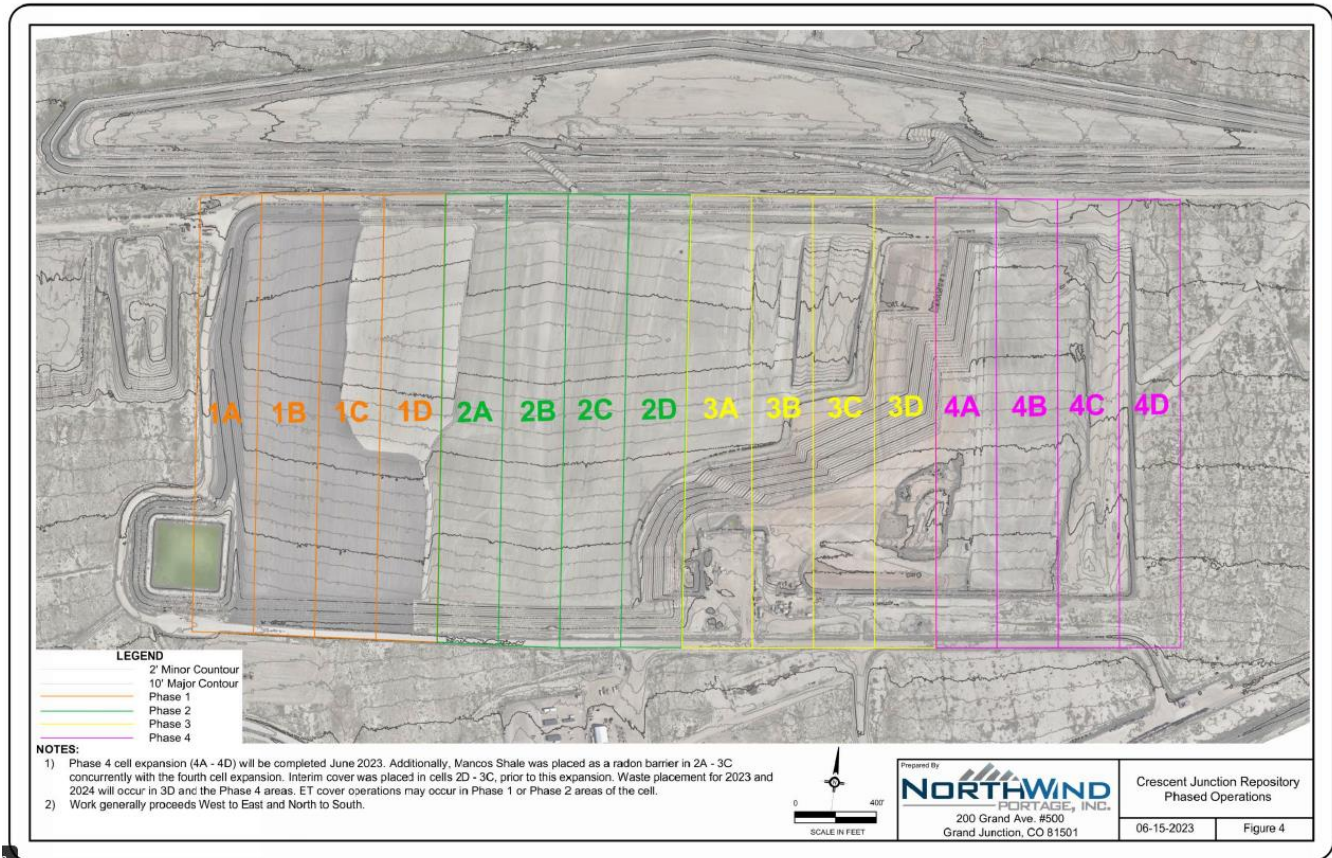 1A 1B 1C 1D 2A 2B 2C 2D 3A 3B 3C 3D 4A 4B 4C 4D
LEGEND
2' Minor Countour
10' Major Contour
Phase 1
Phase 2
Phase 3
Phase 4
NOTES:
1) Phase 4 cell expansion (4A - 4D) will be completed June 2023. Additionally, Mancos Shale was placed as a radon barrier in 2A - 3C
concurrently with the fourth cell expansion. Interim cover was placed in cells 2D - 3C, prior to this expansion. Waste placement for 2023 and
2024 will occur in 3D and the Phase 4 areas. ET cover operations may occur in Phase 1 or Phase 2 areas of the cell.
2) Work generally proceeds West to East and North to South.
0 400'
SCALE IN FEET
Prepared By
NORTHWIND
PORTAGE, INC.
200 Grand Ave. #500
Grand Junction, CO 81501
Crescent Junction Repository
Phased Operations
06-15-2023 Figure 4